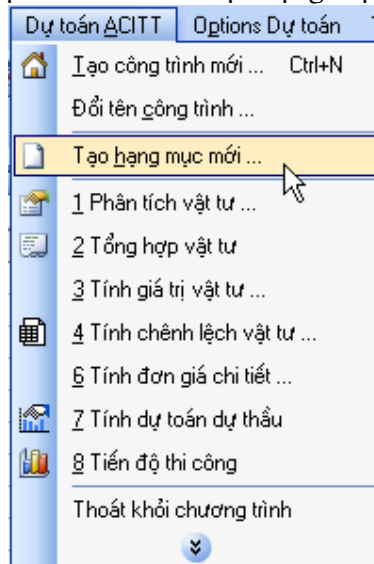 Dự toán ACITT Options Dự toán
Tạo công trình mới ... Ctrl+N
Đổi tên công trình ...
Tạo hạng mục mới ...
1 Phân tích vật tư ...
2 Tổng hợp vật tư
3 Tính giá trị vật tư ...
4 Tính chênh lệch vật tư ...
6 Tính đơn giá chi tiết ...
7 Tính dự toán dự thầu
8 Tiến độ thi công
Thoát khỏi chương trình